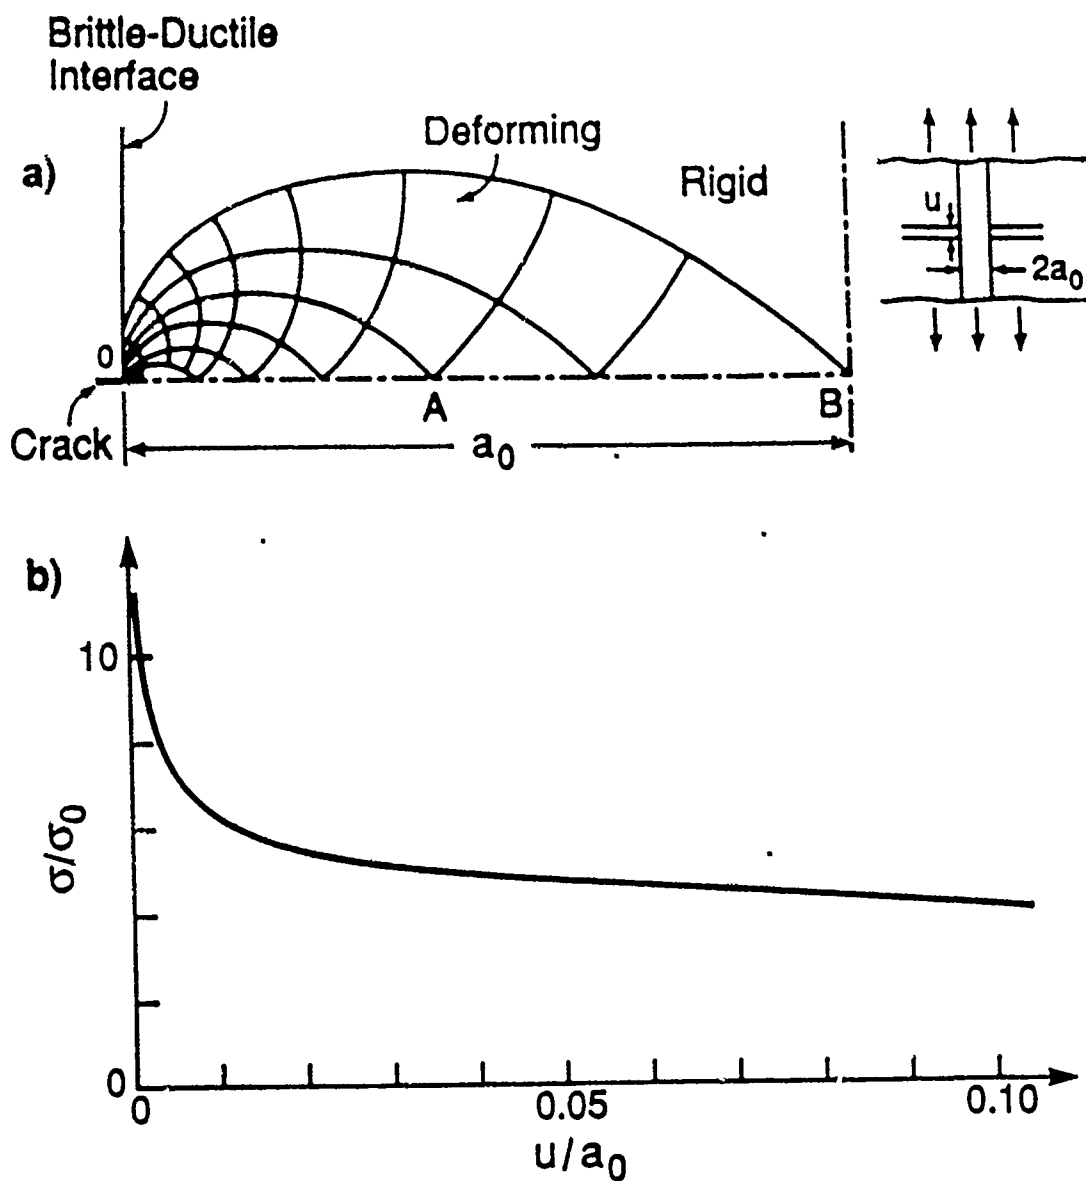 Brittle-Ductile
Interface
a)
Deforming
Rigid
u
2a₀
0
A
B
Crack
a₀
b)
10
σ/σ₀
0
0
0.05
0.10
u/a₀